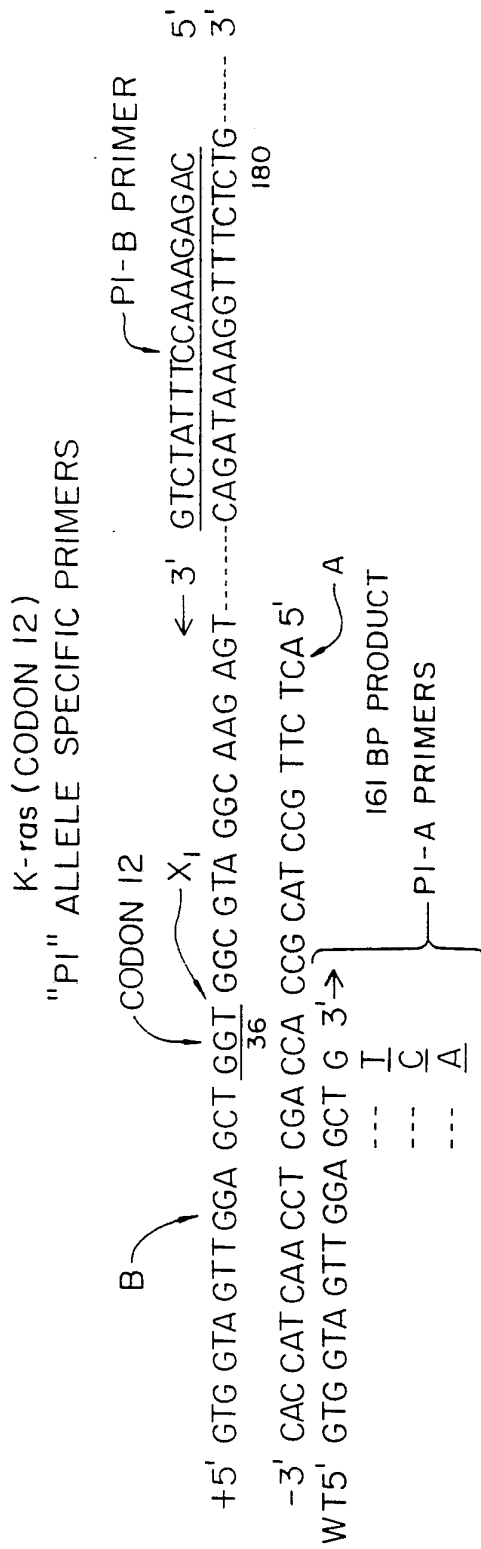 K-ras (CODON 12)
"PI" ALLELE SPECIFIC PRIMERS
PI-B PRIMER
← 3' GTCTATTTCCAAAGAGAC 5'
B CODON 12 X₁
+5' GTG GTA GTT GGA GCT GGT GGC GTA GGC AAG AGT------CAGATAAAGGTTTCTCTG------ 3'
36 180
-3' CAC CAT CAA CCT CGA CCA CCG CAT CCG TTC TCA 5'
A
WT5' GTG GTA GTT GGA GCT G 3'→
--- T
--- C
--- A
161 BP PRODUCT
PI-A PRIMERS